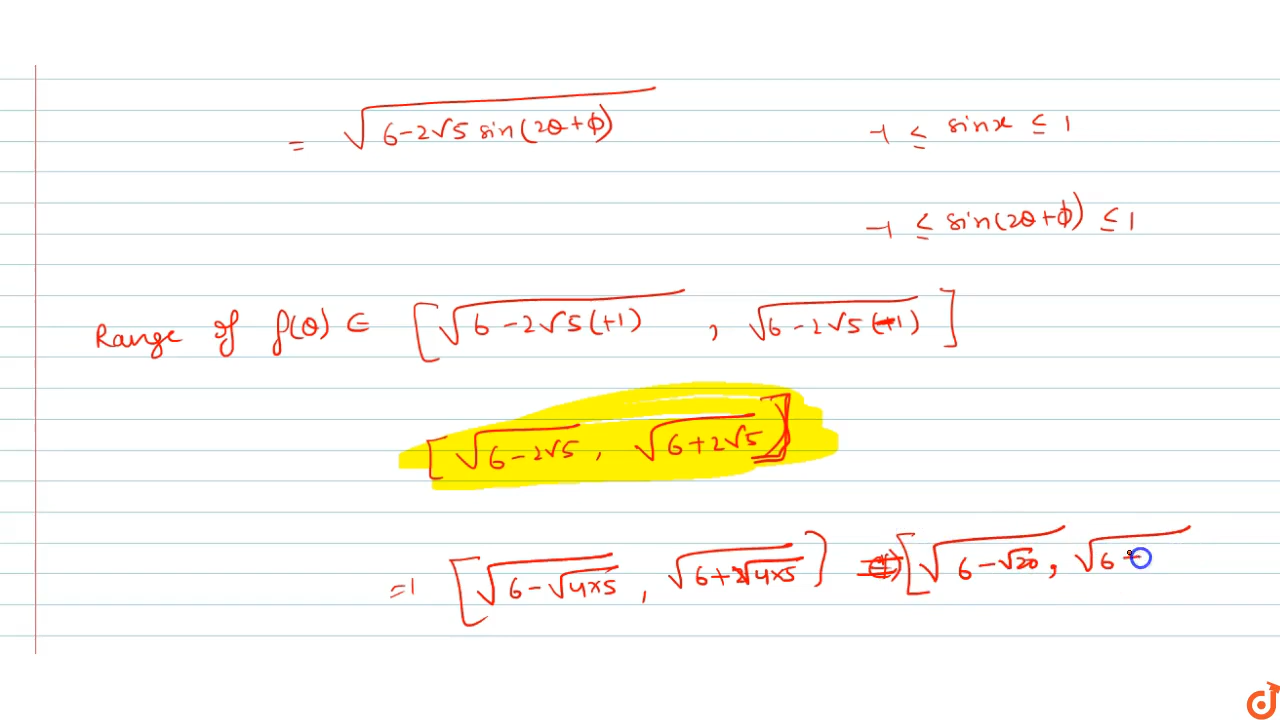 = √(6-2√5 sin(2θ+ϕ)) -1 ≤ sinx ≤ 1
-1 ≤ sin(2θ+ϕ) ≤ 1
Range of f(θ) ∈ [√(6-2√5(+1)) , √(6-2√5(-1))]
[√(6-2√5) , √(6+2√5)]
=) [√(6-√(4×5)) , √(6+√(4×5))] [√(6-√20) , √(6+